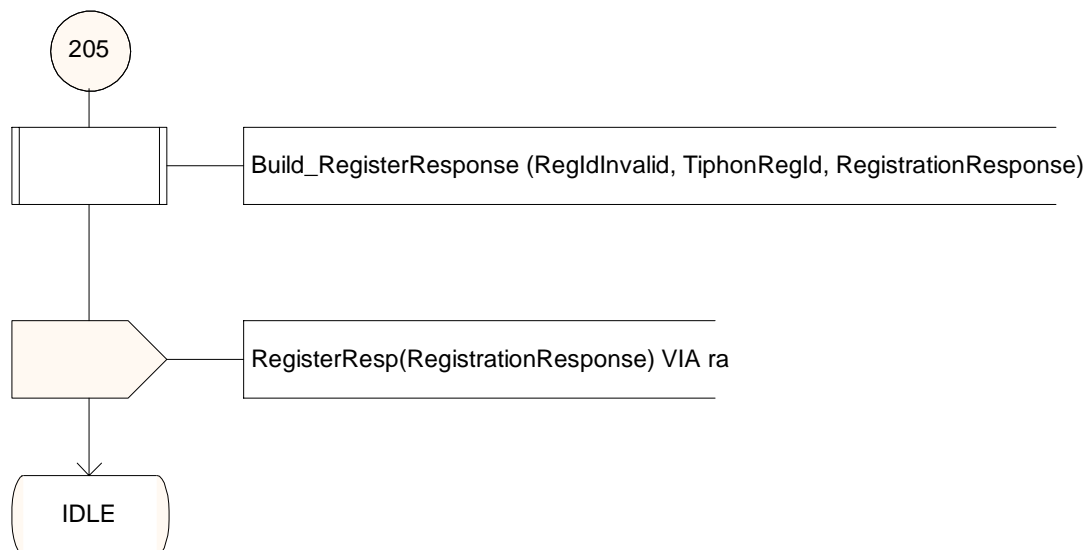 205
Build_RegisterResponse (RegIdInvalid, TiphonRegId, RegistrationResponse)
RegisterResp(RegistrationResponse) VIA ra
IDLE